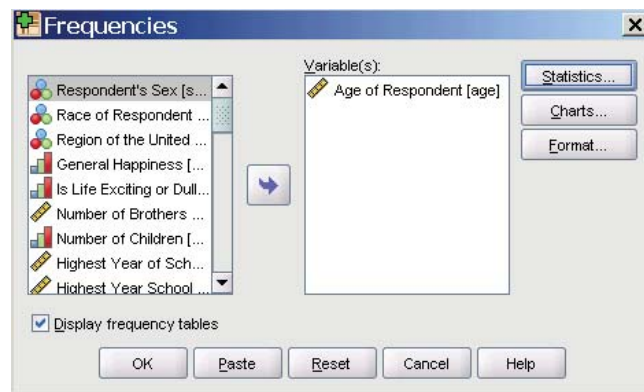 Frequencies
Respondent's Sex [s...
Race of Respondent ...
Region of the United ...
General Happiness [...
Is Life Exciting or Dull...
Number of Brothers ...
Number of Children [...
Highest Year of Sch...
Highest Year School ...
Variable(s):
Age of Respondent [age]
Statistics...
Charts...
Format...
Display frequency tables
OK
Paste
Reset
Cancel
Help